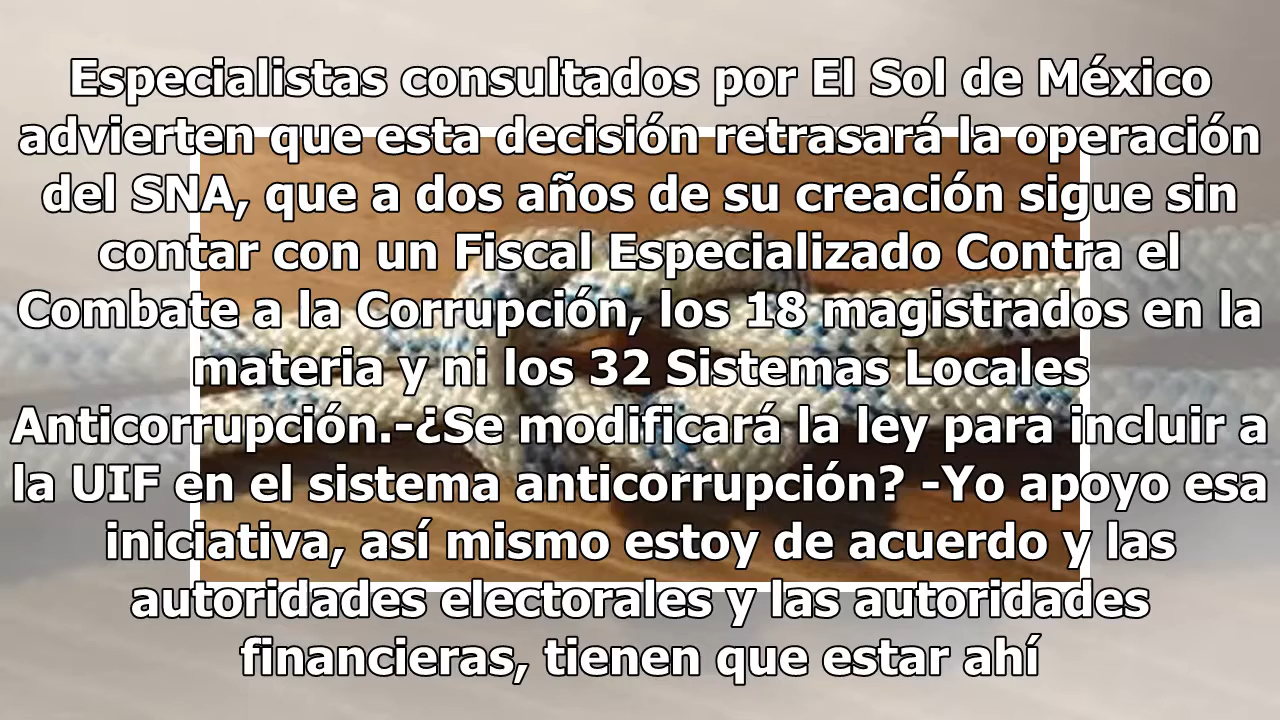 Especialistas consultados por El Sol de México
advierten que esta decisión retrasará la operación
del SNA, que a dos años de su creación sigue sin
contar con un Fiscal Especializado Contra el
Combate a la Corrupción, los 18 magistrados en la
materia y ni los 32 Sistemas Locales
Anticorrupción.-¿Se modificará la ley para incluir a
la UIF en el sistema anticorrupción? -Yo apoyo esa
iniciativa, así mismo estoy de acuerdo y las
autoridades electorales y las autoridades
financieras, tienen que estar ahí